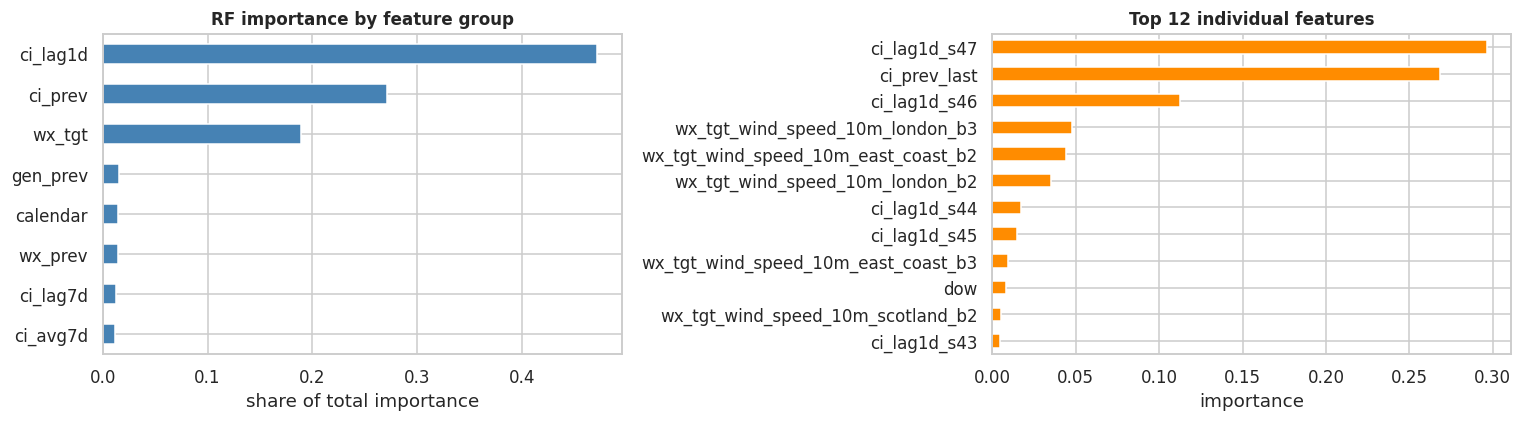 RF importance by feature group
ci_lag1d
ci_prev
wx_tgt
gen_prev
calendar
wx_prev
ci_lag7d
ci_avg7d
0.0 0.1 0.2 0.3 0.4
share of total importance
Top 12 individual features
ci_lag1d_s47
ci_prev_last
ci_lag1d_s46
wx_tgt_wind_speed_10m_london_b3
wx_tgt_wind_speed_10m_east_coast_b2
wx_tgt_wind_speed_10m_london_b2
ci_lag1d_s44
ci_lag1d_s45
wx_tgt_wind_speed_10m_east_coast_b3
dow
wx_tgt_wind_speed_10m_scotland_b2
ci_lag1d_s43
0.00 0.05 0.10 0.15 0.20 0.25 0.30
importance